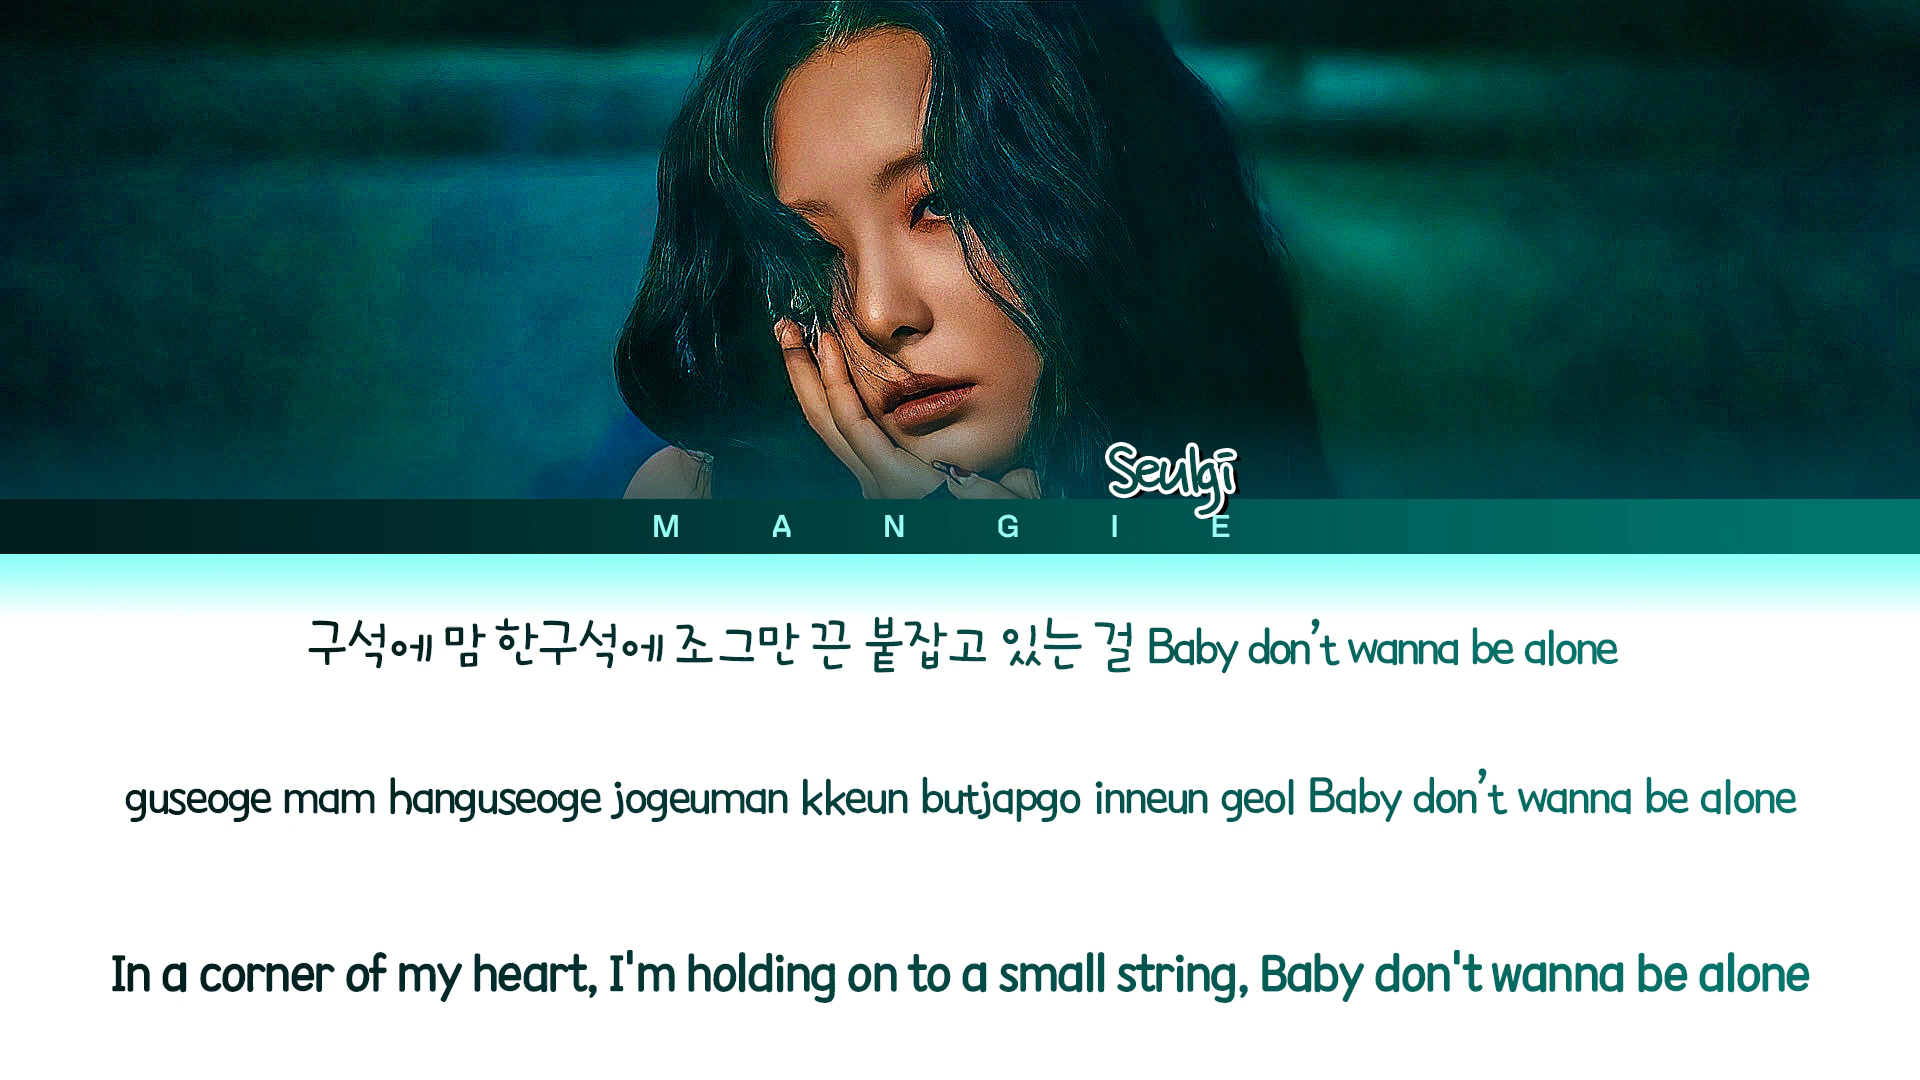 Seulgi
MANGIE
구석에 맘 한구석에 조그만 끈 붙잡고 있는 걸 Baby don’t wanna be alone
guseoge mam hanguseoge jogeuman kkeun butjapgo inneun geol Baby don’t wanna be alone
In a corner of my heart, I'm holding on to a small string, Baby don't wanna be alone